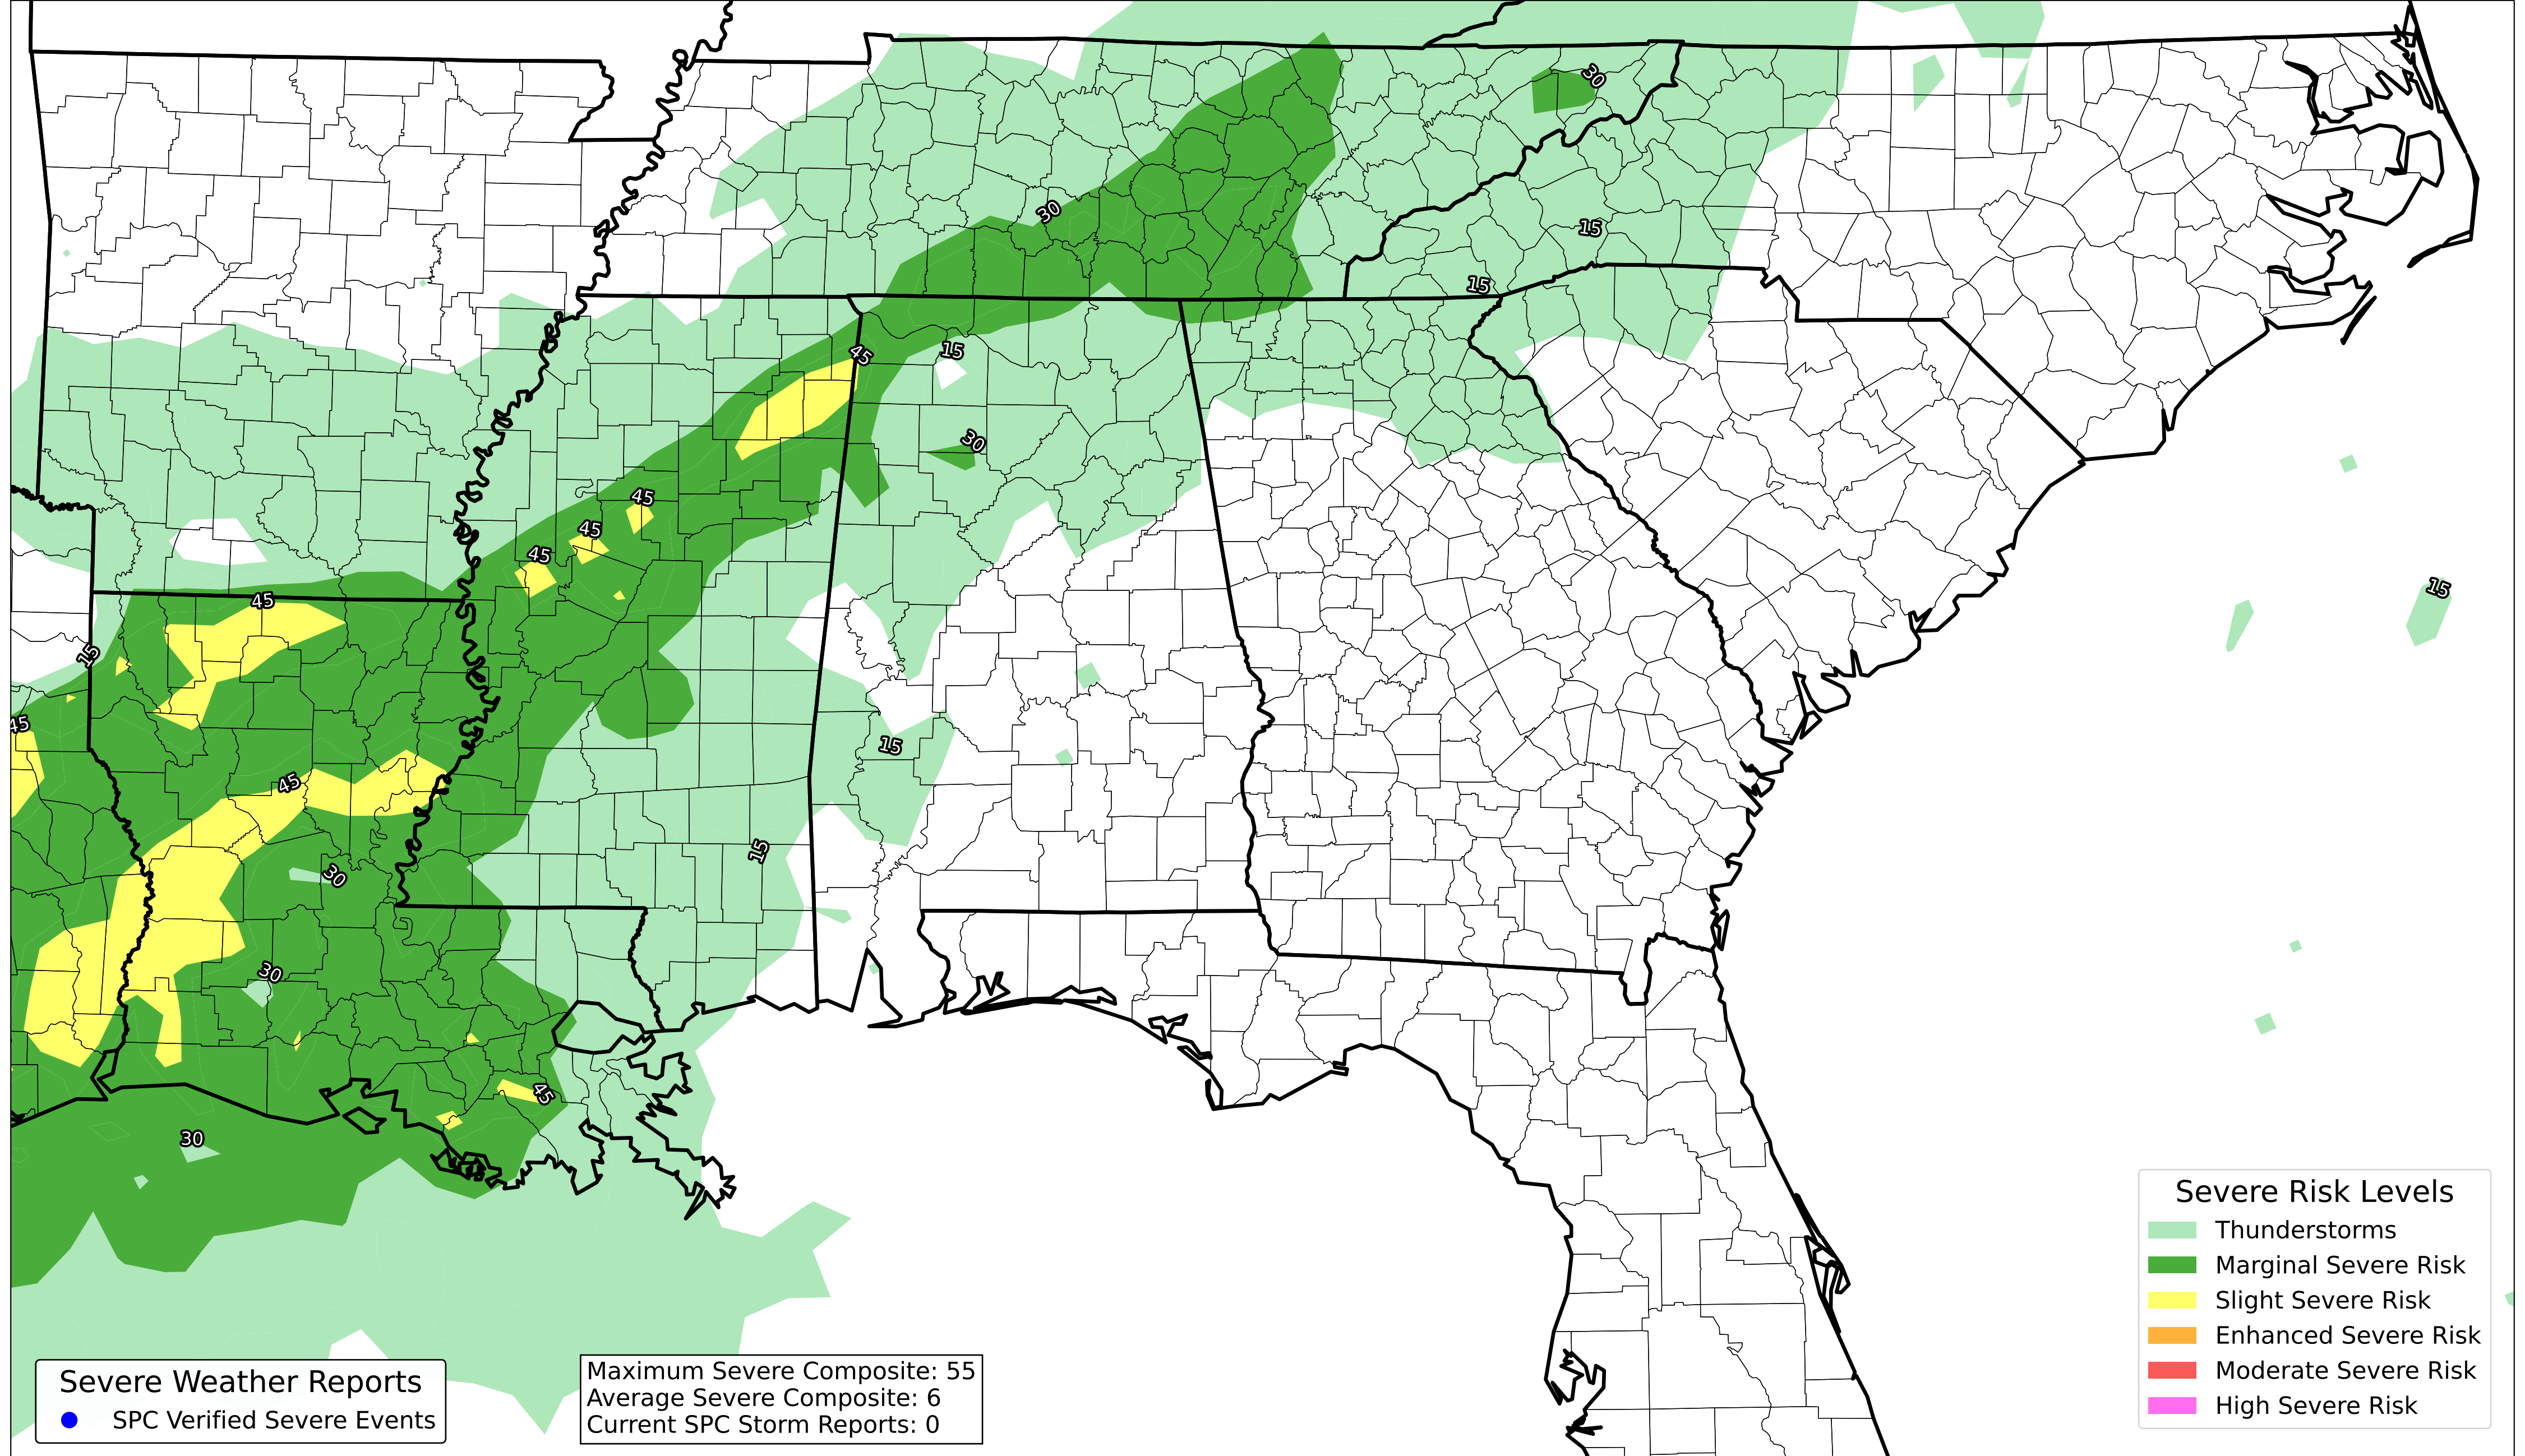 30
30
15
15
45
15
30
45
45
45
15
45
15
45
15
45
15
30
30
45
30
Severe Risk Levels
Thunderstorms
Marginal Severe Risk
Slight Severe Risk
Enhanced Severe Risk
Moderate Severe Risk
High Severe Risk
Severe Weather Reports
SPC Verified Severe Events
Maximum Severe Composite: 55
Average Severe Composite: 6
Current SPC Storm Reports: 0